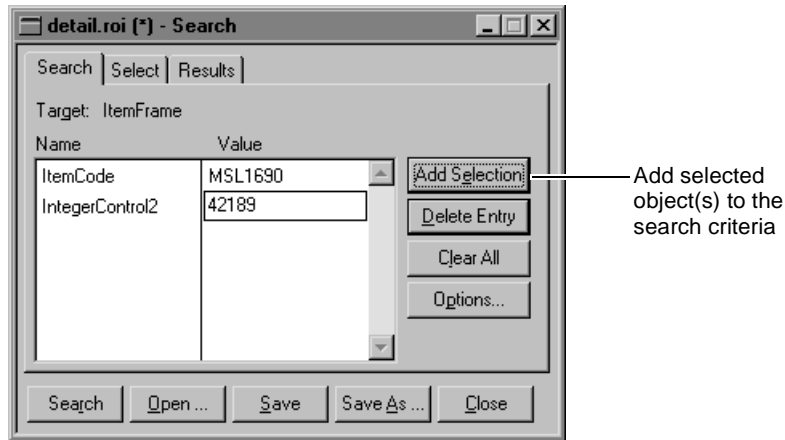 detail.roi (*) - Search
Search Select Results
Target: ItemFrame
Name Value
ItemCode MSL1690
IntegerControl2 42189
Add Selection
Delete Entry
Clear All
Options...
Search Open ... Save Save As ... Close
Add selected
object(s) to the
search criteria